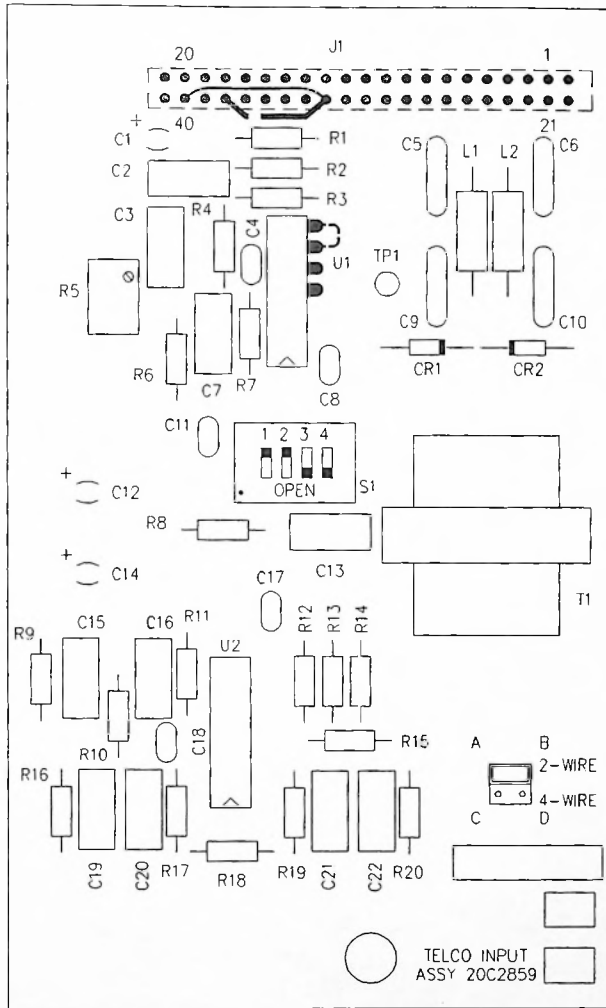 J1
20 1
40 21
+
C1
R1
C2
R2
R3
C5 L1 L2 C6
C3 R4 C4
U1
TP1
R5
C9 C10
R6 C7 R7
CR1 CR2
C8
C11
1 2 3 4
OPEN S1
+
C12
R8
+
C14
C13
T1
C17
R9 C15 C16 R11
U2
R12 R13 R14
R10 C18
R15
A B
2-WIRE
4-WIRE
C D
R16
C19 C20 R17 R18 R19 C21 C22 R20
TELCO INPUT
ASSY 20C2859